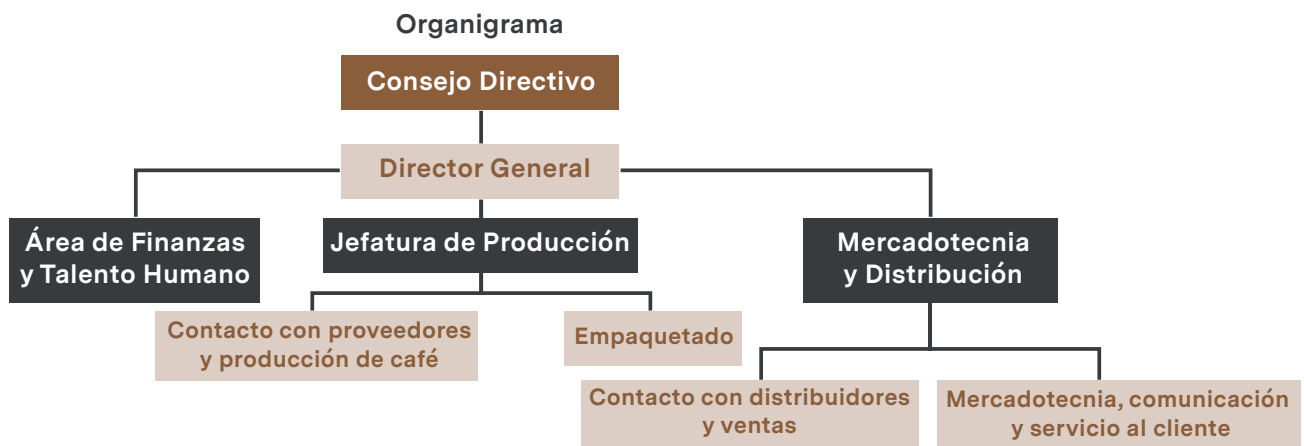 Organigrama
Consejo Directivo
Director General
Área de Finanzas
y Talento Humano
Jefatura de Producción
Mercadotecnia
y Distribución
Contacto con proveedores
y producción de café
Empaquetado
Contacto con distribuidores
y ventas
Mercadotecnia, comunicación
y servicio al cliente